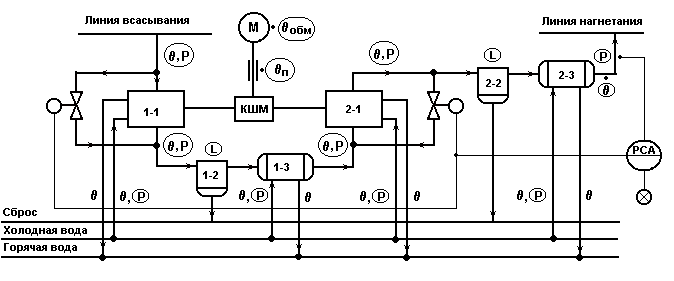 Линия всасывания
Линия нагнетания
М
θобм
θ,Р
θп
θ,Р
L
Р
2-2
2-3
θ
1-1
КШМ
2-1
θ,Р
L
θ,Р
РСА
1-2
1-3
θ
θ,Р
θ,Р
θ
θ,Р
θ
θ,Р
θ
Сброс
Холодная вода
Горячая вода